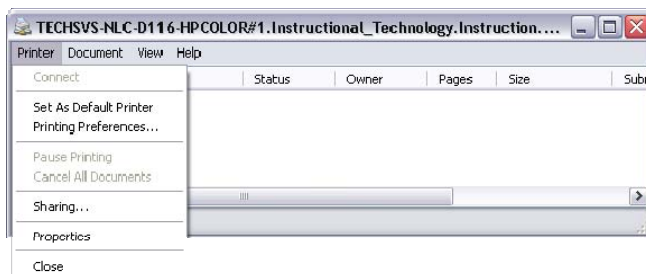 TECHSVS-NLC-D116-HPCOLOR#1.Instructional_Technology.Instruction....
Printer Document View Help
Connect Status Owner Pages Size Subr
Set As Default Printer
Printing Preferences...
Pause Printing
Cancel All Documents
Sharing...
Properties
Close